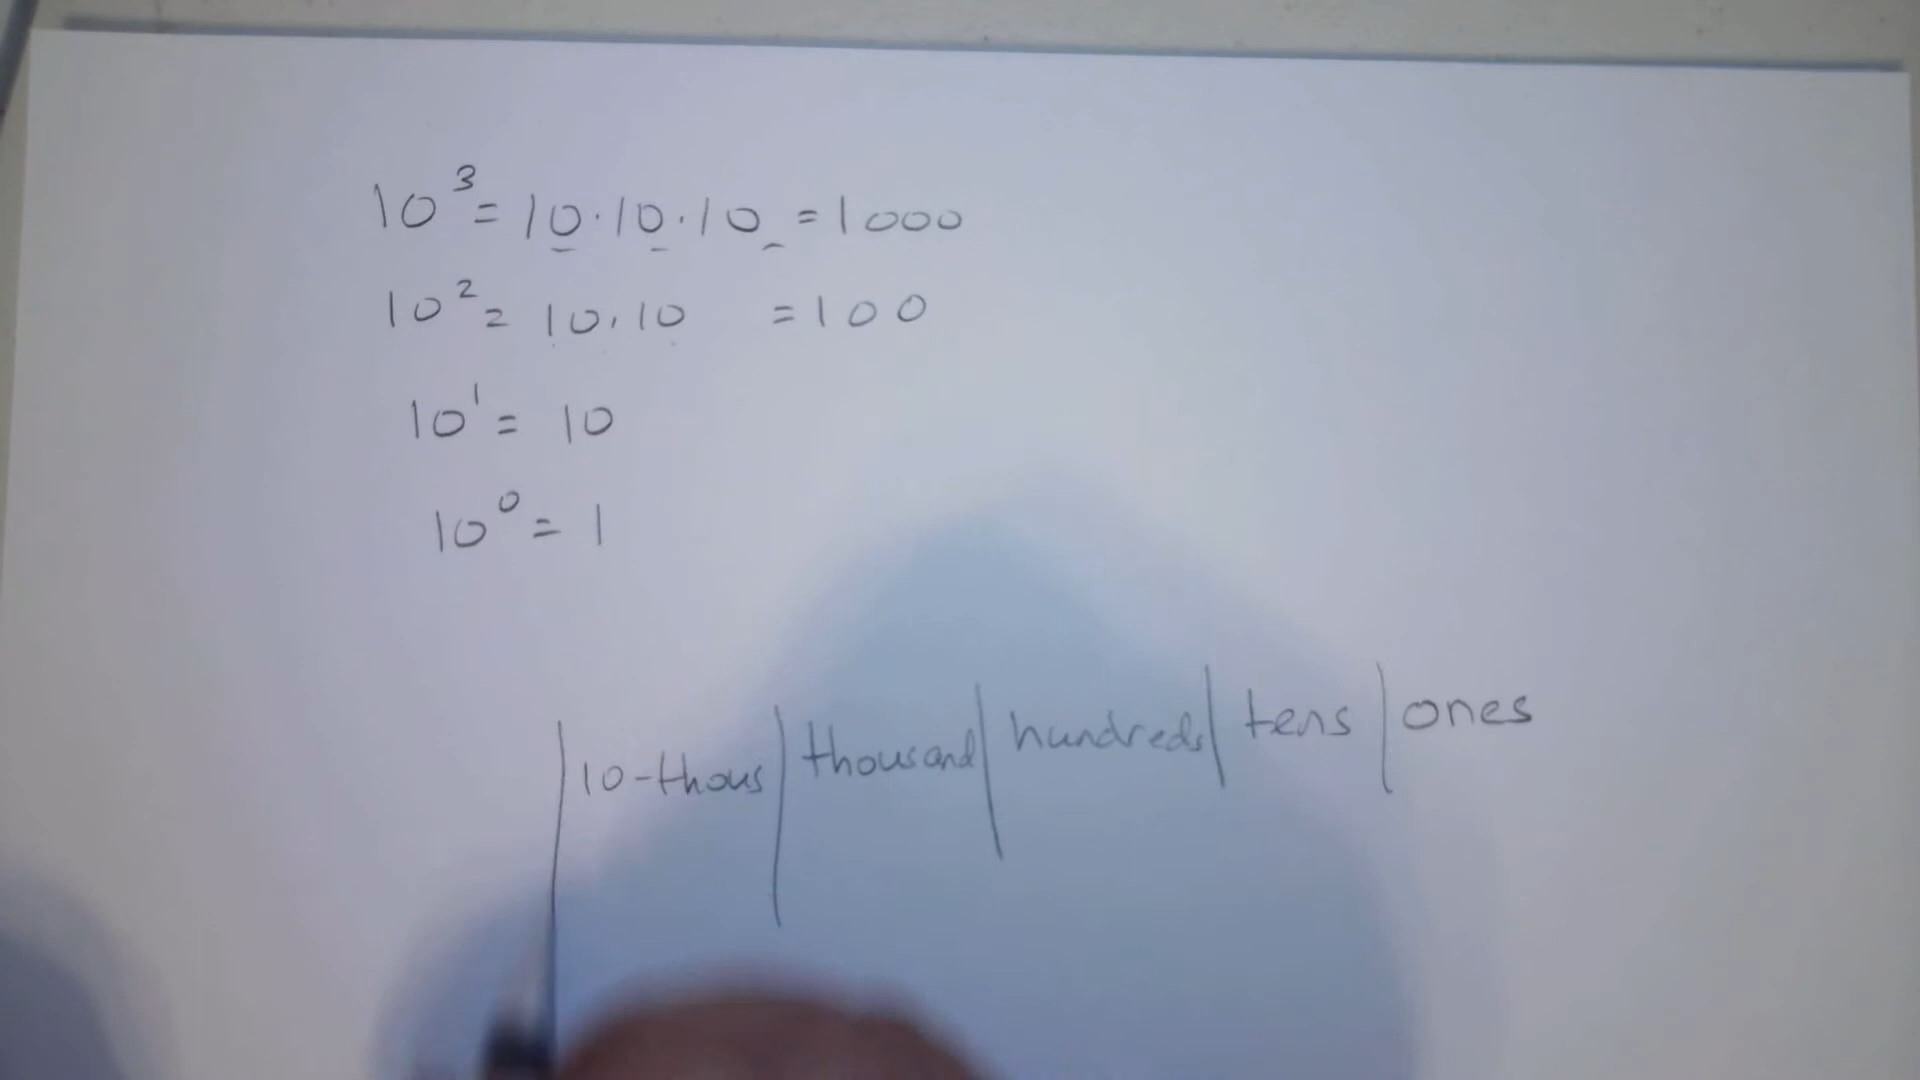 10³ = 10·10·10 = 1000
10² = 10·10 = 100
10¹ = 10
10⁰ = 1
| 10-thous | thousand | hundreds | tens | ones